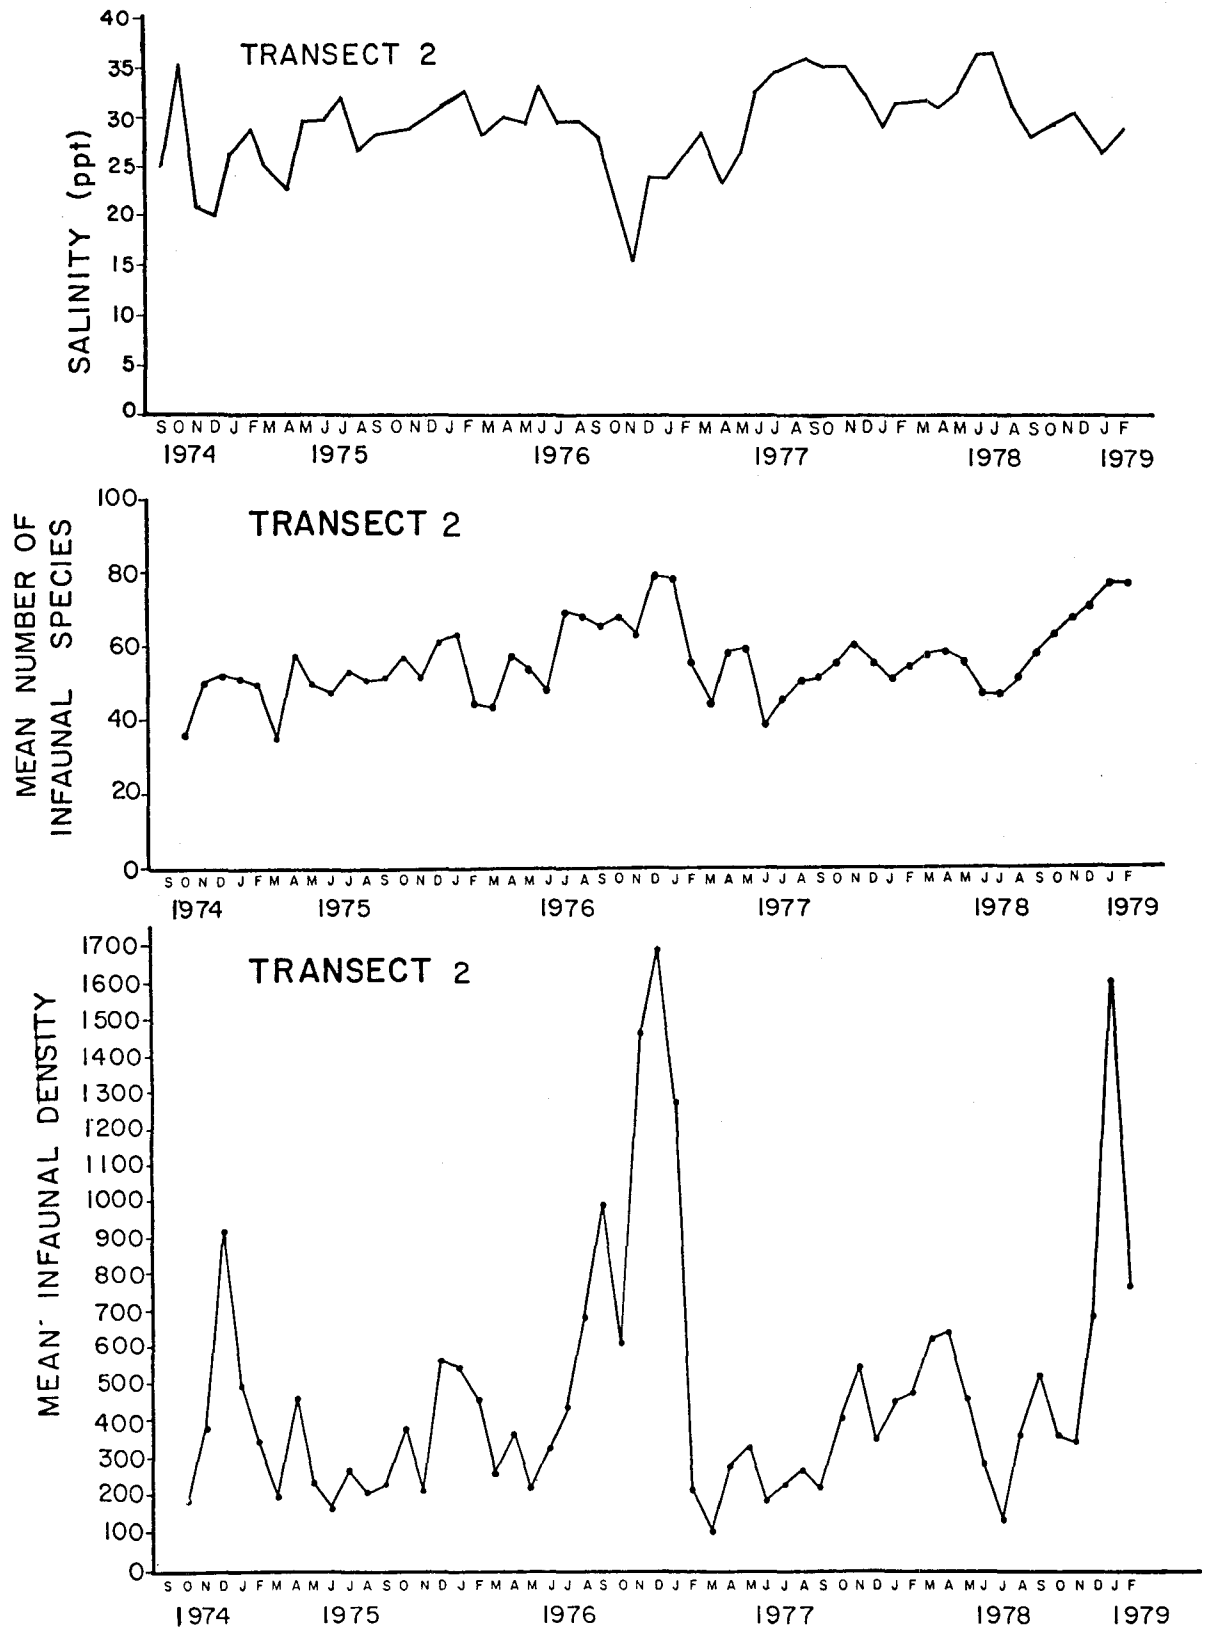 TRANSECT 2
SALINITY (ppt)
40
35
30
25
20
15
10
5
0
S O N D J F M A M J J A S O N D J F M A M J J A S O N D J F M A M J J A S O N D J F M A M J J A S O N D J F
1974 1975 1976 1977 1978 1979
TRANSECT 2
MEAN NUMBER OF
INFAUNAL SPECIES
100
80
60
40
20
0
S O N D J F M A M J J A S O N D J F M A M J J A S O N D J F M A M J J A S O N D J F M A M J J A S O N D J F
1974 1975 1976 1977 1978 1979
TRANSECT 2
MEAN INFAUNAL DENSITY
1700
1600
1500
1400
1300
1200
1100
1000
900
800
700
600
500
400
300
200
100
0
S O N D J F M A M J J A S O N D J F M A M J J A S O N D J F M A M J J A S O N D J F M A M J J A S O N D J F
1974 1975 1976 1977 1978 1979